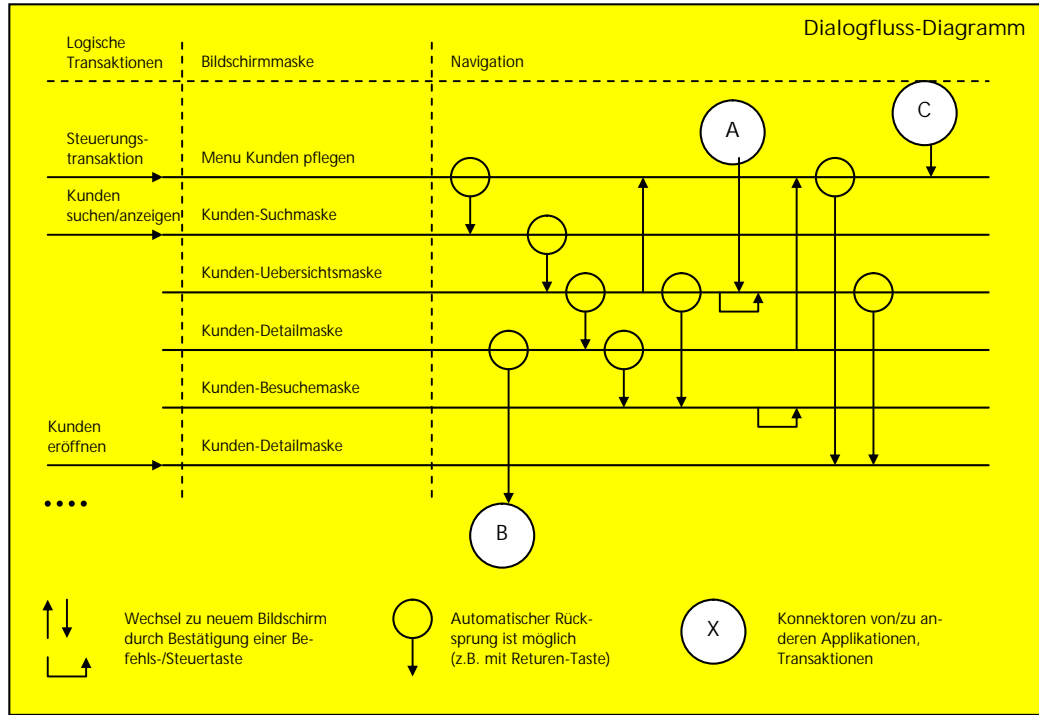 Dialogfluss-Diagramm
Logische
Transaktionen
Bildschirmmaske
Navigation
Steuerungs-
transaktion
Menu Kunden pflegen
A
C
Kunden
suchen/anzeigen
Kunden-Suchmaske
Kunden-Uebersichtsmaske
Kunden-Detailmaske
Kunden-Besuchemaske
Kunden
eröffnen
Kunden-Detailmaske
B
Wechsel zu neuem Bildschirm
durch Bestätigung einer Be-
fehls-/Steuertaste
Automatischer Rück-
sprung ist möglich
(z.B. mit Returen-Taste)
X
Konnektoren von/zu an-
deren Applikationen,
Transaktionen